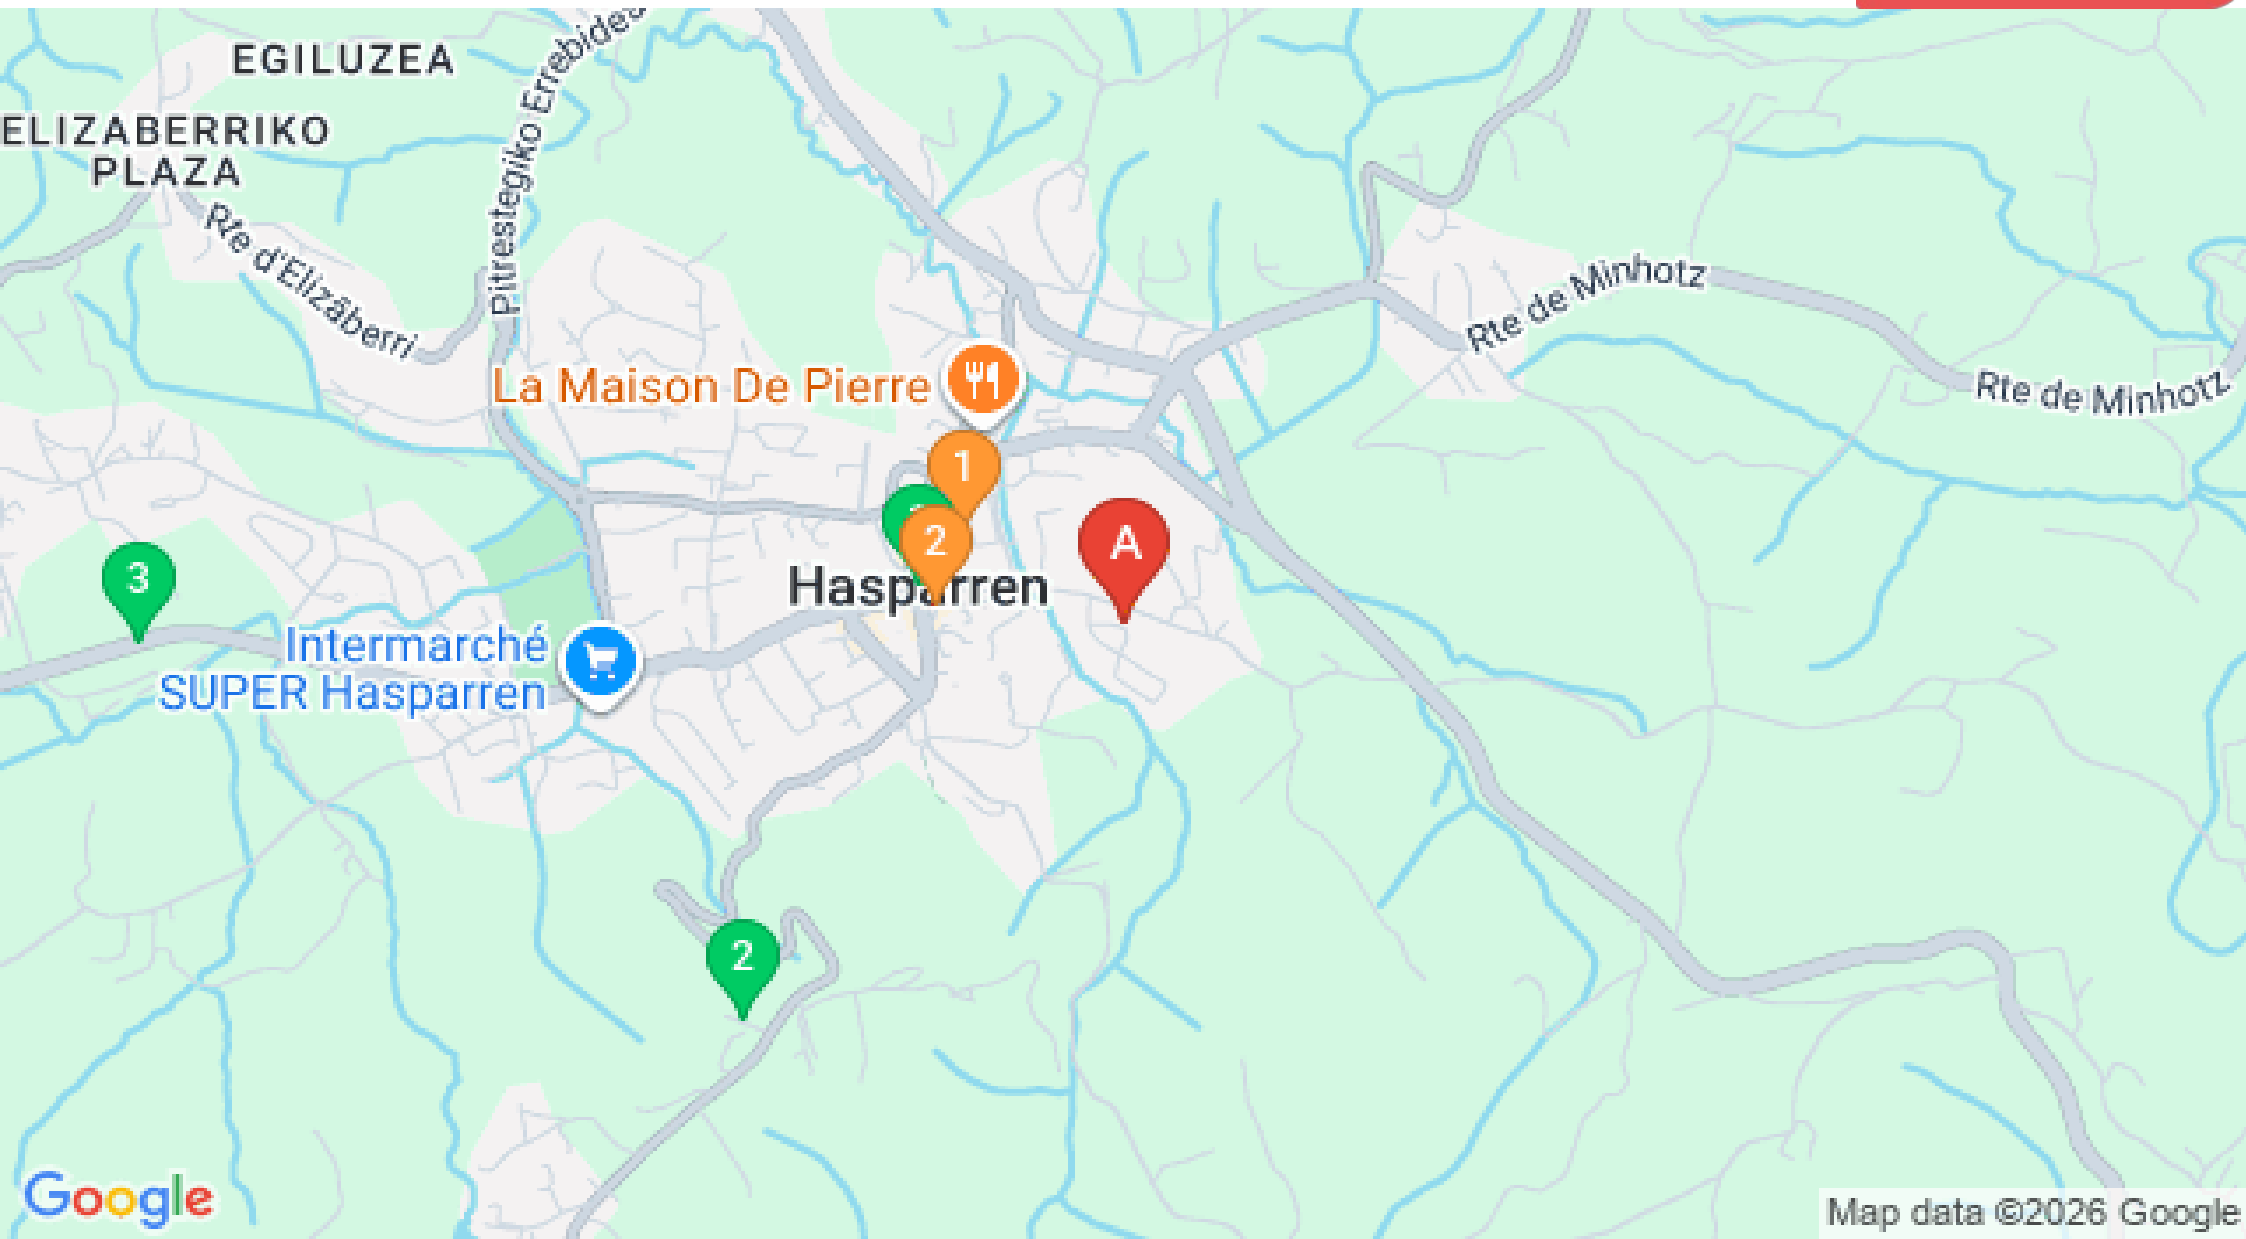 EGILUZEA
Pitrestegiko Errebidea
ELIZABERRIKO
PLAZA
Rte d'Elizaberri
Rte de Minhotz
La Maison De Pierre
Rte de Minhotz
1
2
A
3
Hasparren
Intermarché
SUPER Hasparren
2
Google
Map data ©2026 Google